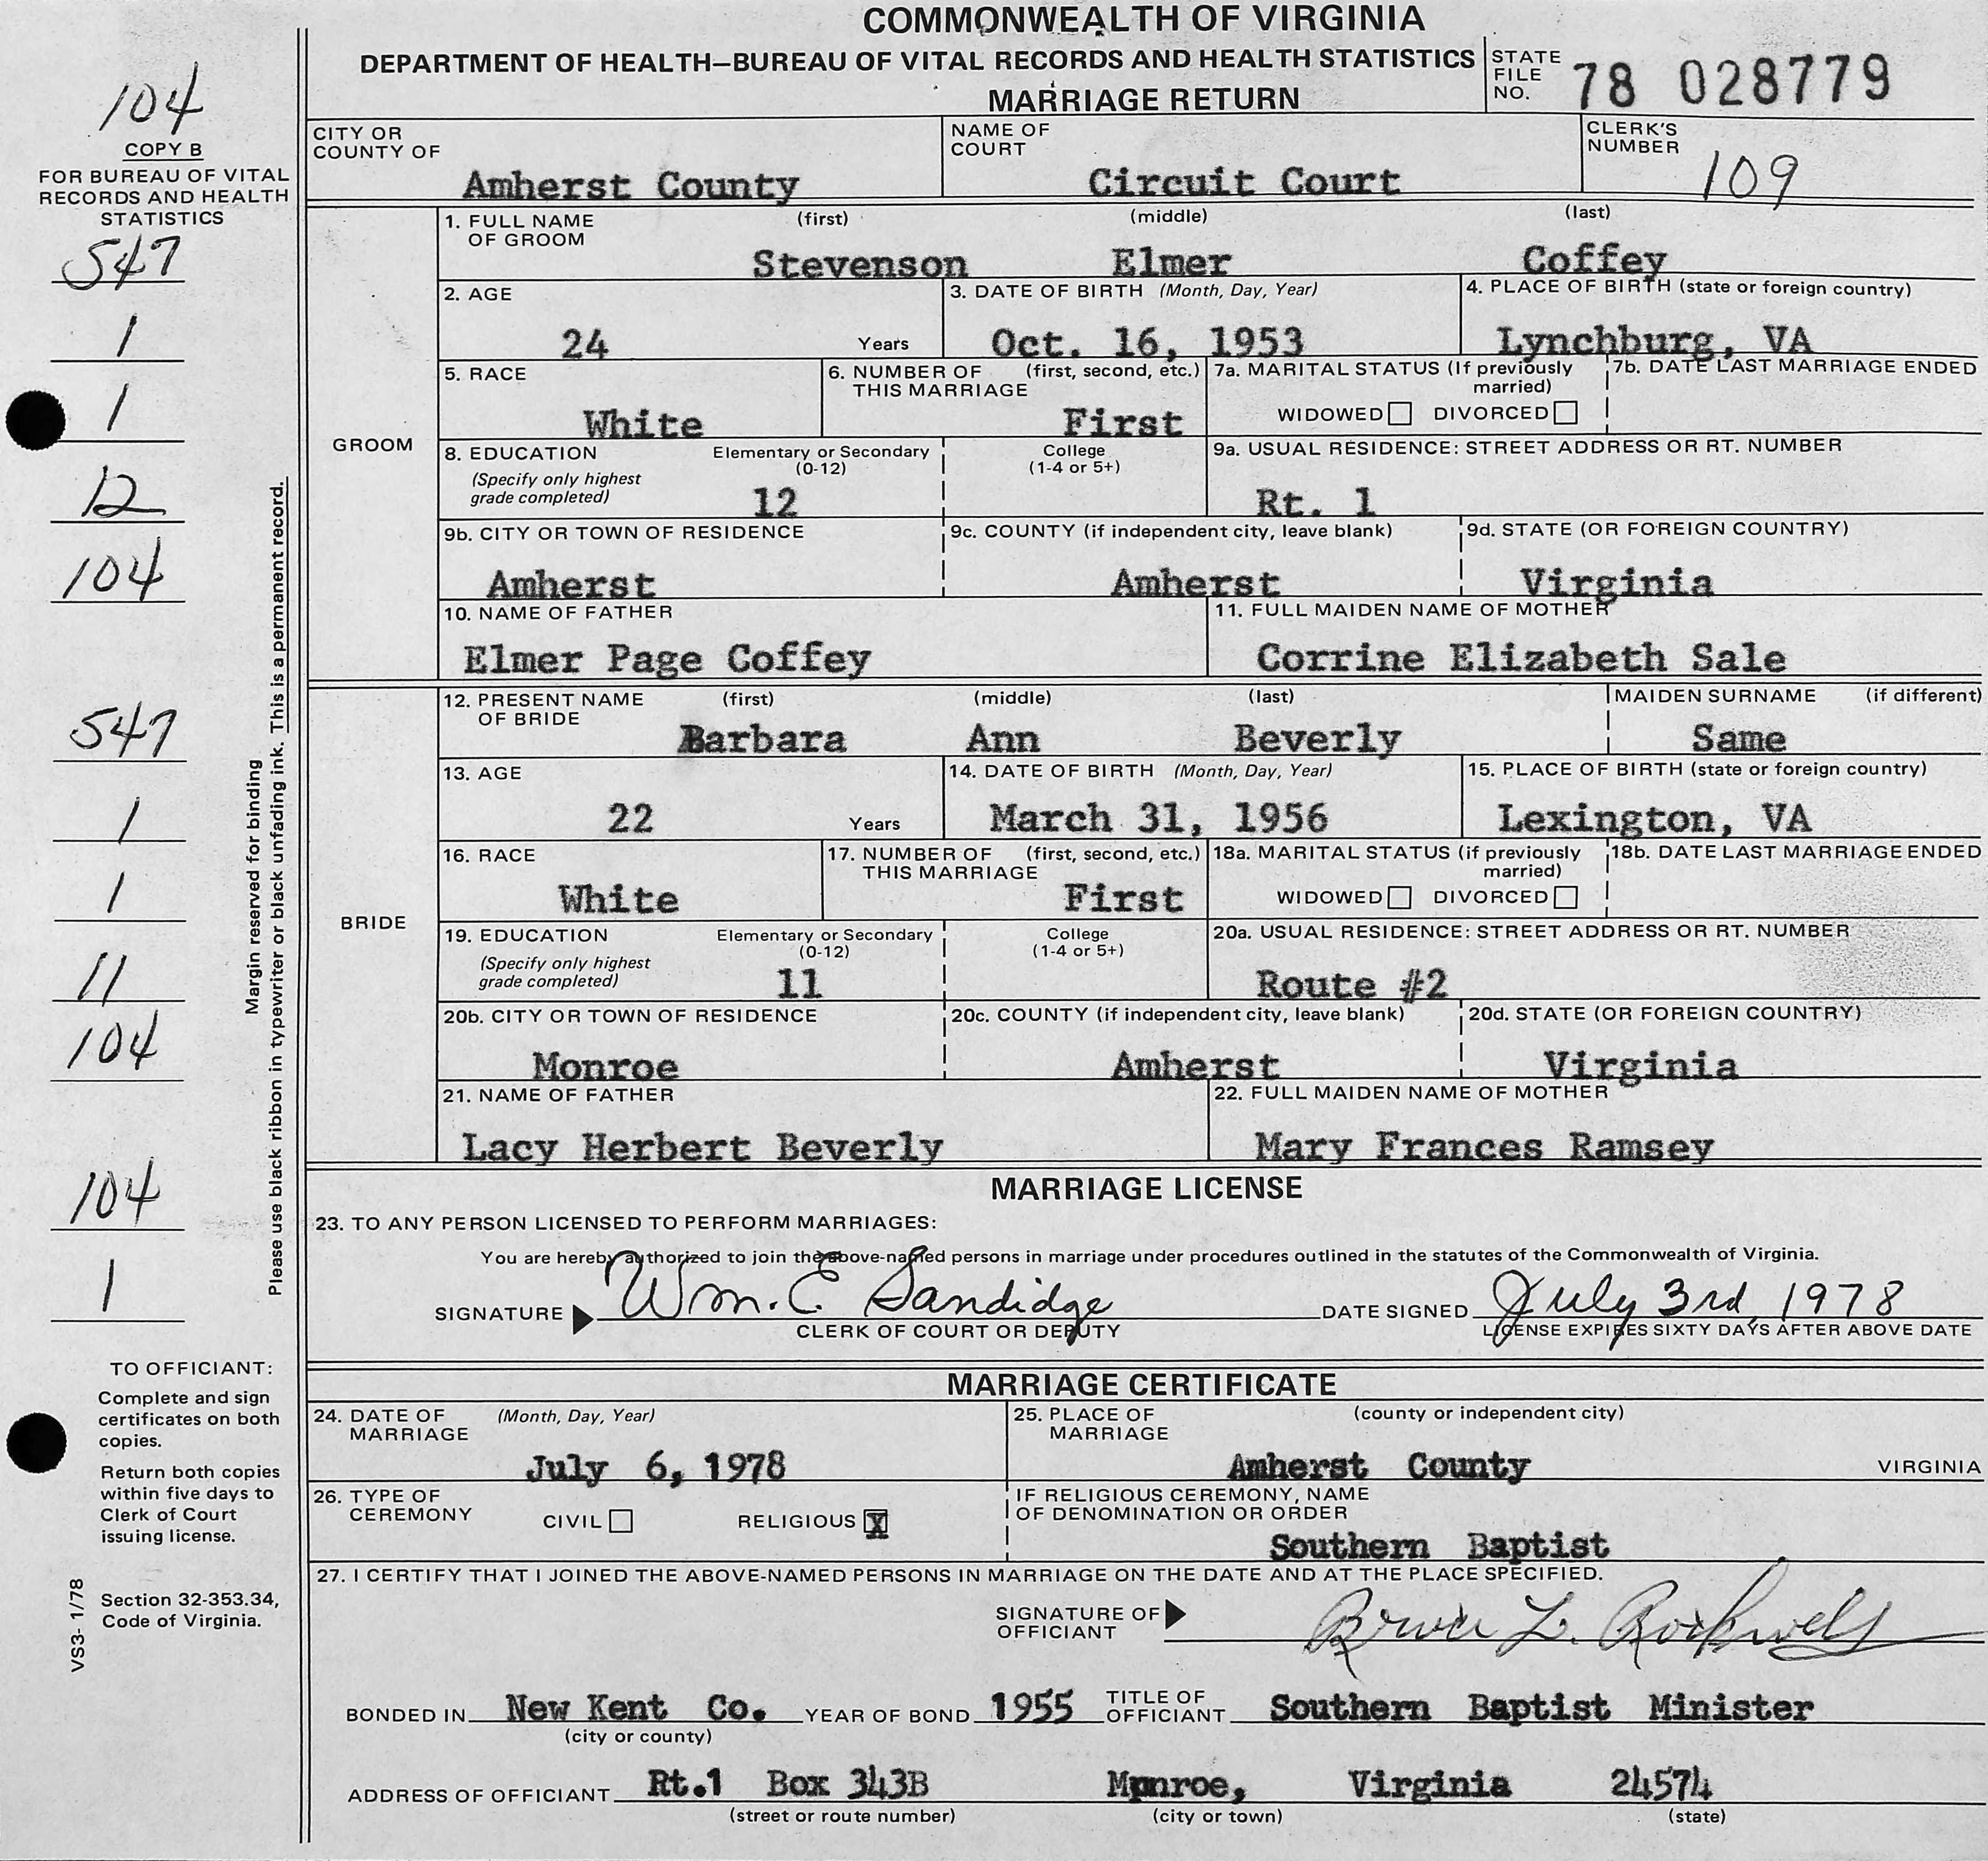 COMMONWEALTH OF VIRGINIA
DEPARTMENT OF HEALTH—BUREAU OF VITAL RECORDS AND HEALTH STATISTICS
MARRIAGE RETURN
STATE FILE NO. 78 028779
104
COPY B
FOR BUREAU OF VITAL
RECORDS AND HEALTH
STATISTICS
547
1
1
12
104
547
1
1
11
104
104
1
Margin reserved for binding
Please use black ribbon in typewriter or black unfading ink. This is a permanent record.
TO OFFICIANT:
Complete and sign
certificates on both
copies.
Return both copies
within five days to
Clerk of Court
issuing license.
Section 32-353.34,
Code of Virginia.
VS3- 1/78
CITY OR COUNTY OF Amherst County
NAME OF COURT Circuit Court
CLERK'S NUMBER 109
GROOM
1. FULL NAME OF GROOM (first) (middle) (last)
Stevenson Elmer Coffey
2. AGE 24 Years
3. DATE OF BIRTH (Month, Day, Year) Oct. 16, 1953
4. PLACE OF BIRTH (state or foreign country) Lynchburg, VA
5. RACE White
6. NUMBER OF THIS MARRIAGE (first, second, etc.) First
7a. MARITAL STATUS (If previously married) WIDOWED DIVORCED
7b. DATE LAST MARRIAGE ENDED
8. EDUCATION (Specify only highest grade completed) Elementary or Secondary (0-12) 12
College (1-4 or 5+)
9a. USUAL RESIDENCE: STREET ADDRESS OR RT. NUMBER Rt. 1
9b. CITY OR TOWN OF RESIDENCE Amherst
9c. COUNTY (if independent city, leave blank) Amherst
9d. STATE (OR FOREIGN COUNTRY) Virginia
10. NAME OF FATHER Elmer Page Coffey
11. FULL MAIDEN NAME OF MOTHER Corrine Elizabeth Sale
BRIDE
12. PRESENT NAME OF BRIDE (first) (middle) (last) MAIDEN SURNAME (if different)
Barbara Ann Beverly Same
13. AGE 22 Years
14. DATE OF BIRTH (Month, Day, Year) March 31, 1956
15. PLACE OF BIRTH (state or foreign country) Lexington, VA
16. RACE White
17. NUMBER OF THIS MARRIAGE (first, second, etc.) First
18a. MARITAL STATUS (if previously married) WIDOWED DIVORCED
18b. DATE LAST MARRIAGE ENDED
19. EDUCATION (Specify only highest grade completed) Elementary or Secondary (0-12) 11
College (1-4 or 5+)
20a. USUAL RESIDENCE: STREET ADDRESS OR RT. NUMBER Route #2
20b. CITY OR TOWN OF RESIDENCE Monroe
20c. COUNTY (if independent city, leave blank) Amherst
20d. STATE (OR FOREIGN COUNTRY) Virginia
21. NAME OF FATHER Lacy Herbert Beverly
22. FULL MAIDEN NAME OF MOTHER Mary Frances Ramsey
MARRIAGE LICENSE
23. TO ANY PERSON LICENSED TO PERFORM MARRIAGES:
You are hereby authorized to join the above-named persons in marriage under procedures outlined in the statutes of the Commonwealth of Virginia.
SIGNATURE Wm. E. Sandidge DATE SIGNED July 3rd, 1978
CLERK OF COURT OR DEPUTY LICENSE EXPIRES SIXTY DAYS AFTER ABOVE DATE
MARRIAGE CERTIFICATE
24. DATE OF MARRIAGE (Month, Day, Year) July 6, 1978
25. PLACE OF MARRIAGE (county or independent city) Amherst County VIRGINIA
26. TYPE OF CEREMONY CIVIL RELIGIOUS X
IF RELIGIOUS CEREMONY, NAME OF DENOMINATION OR ORDER Southern Baptist
27. I CERTIFY THAT I JOINED THE ABOVE-NAMED PERSONS IN MARRIAGE ON THE DATE AND AT THE PLACE SPECIFIED.
SIGNATURE OF OFFICIANT Bruce L. Rockwell
BONDED IN New Kent Co. YEAR OF BOND 1955 TITLE OF OFFICIANT Southern Baptist Minister
(city or county)
ADDRESS OF OFFICIANT Rt.1 Box 343B Monroe, Virginia 24574
(street or route number) (city or town) (state)